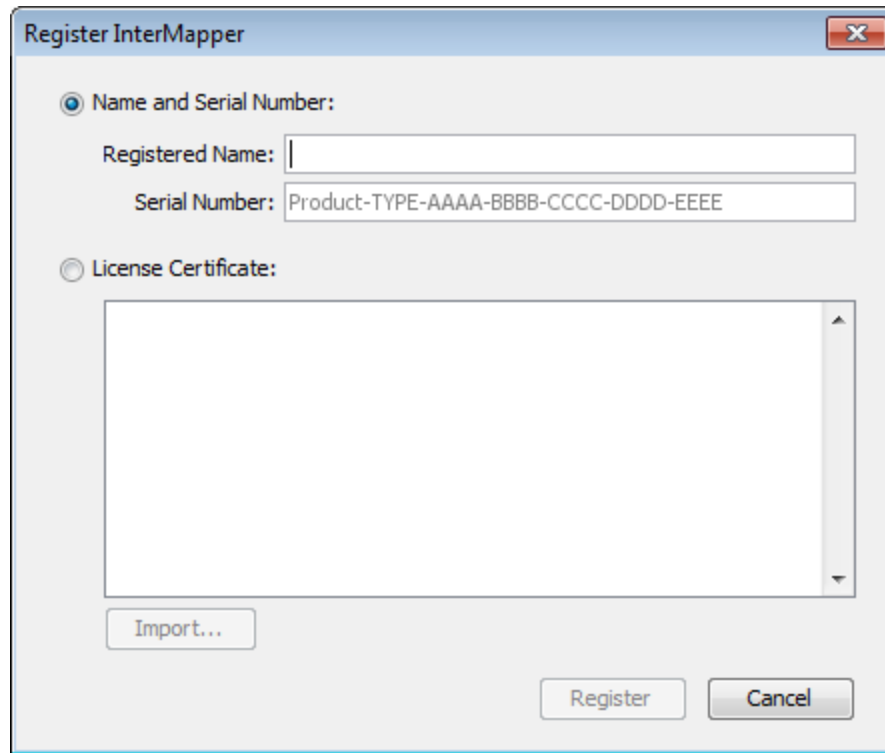 Register InterMapper
Name and Serial Number:
Registered Name:
Serial Number: Product-TYPE-AAAA-BBBB-CCCC-DDDD-EEEE
License Certificate:
Import...
Register Cancel